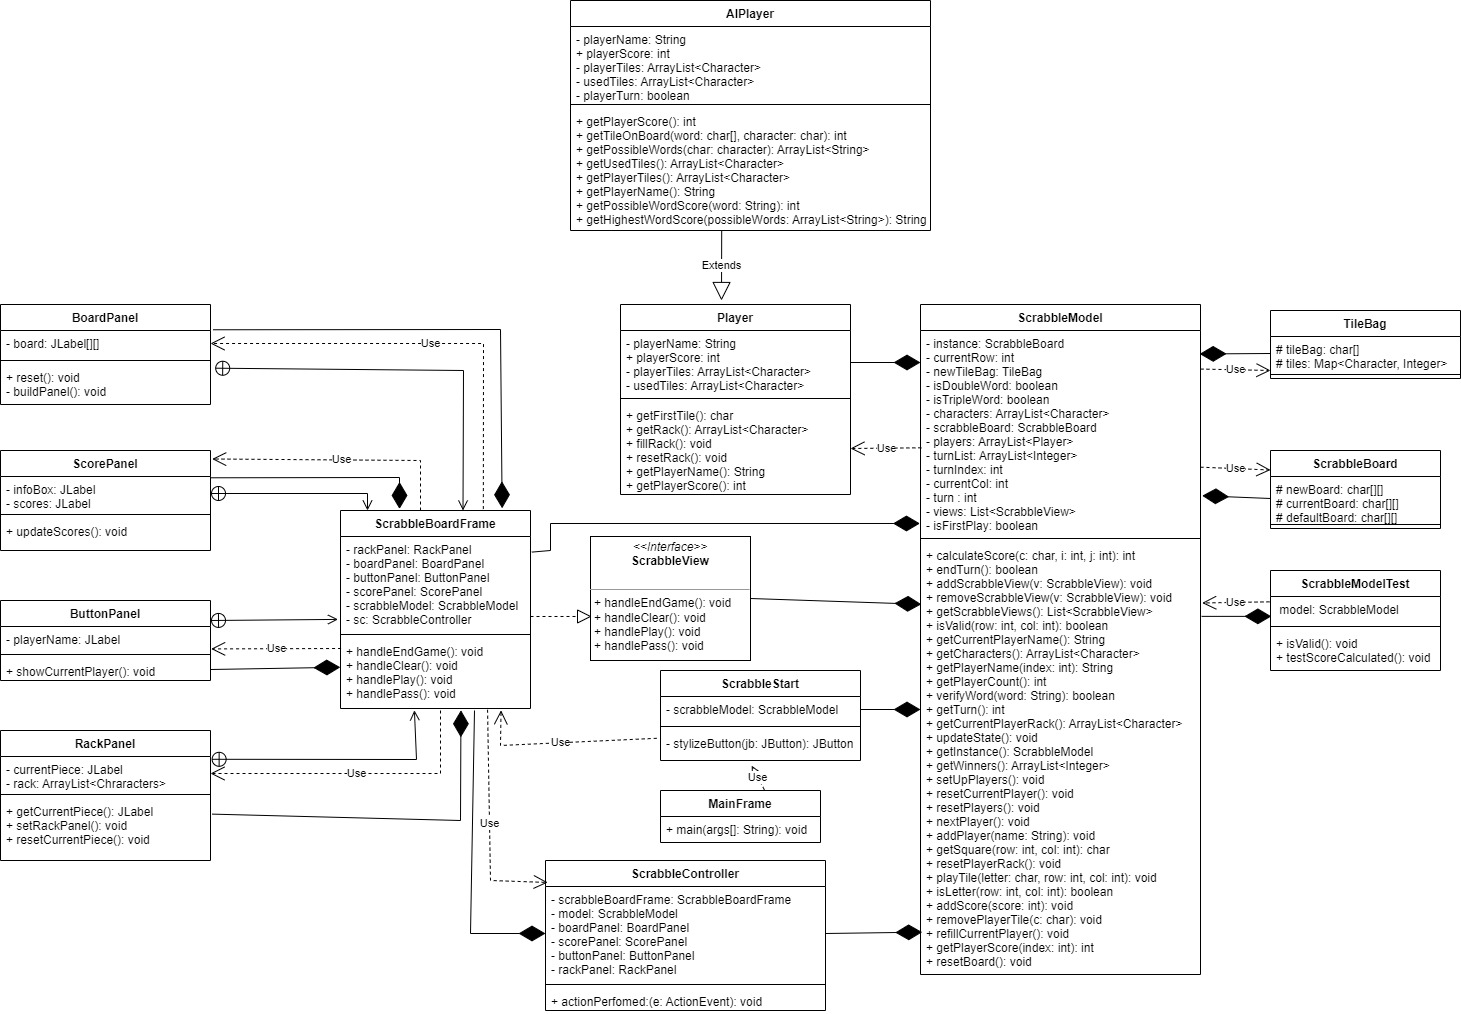 AIPlayer
- playerName: String
+ playerScore: int
- playerTiles: ArrayList<Character>
- usedTiles: ArrayList<Character>
- playerTurn: boolean
+ getPlayerScore(): int
+ getTileOnBoard(word: char[], character: char): int
+ getPossibleWords(char: character): ArrayList<String>
+ getUsedTiles(): ArrayList<Character>
+ getPlayerTiles(): ArrayList<Character>
+ getPlayerName(): String
+ getPossibleWordScore(word: String): int
+ getHighestWordScore(possibleWords: ArrayList<String>): String
Extends
BoardPanel
- board: JLabel[][]
+ reset(): void
- buildPanel(): void
Use
Player
- playerName: String
+ playerScore: int
- playerTiles: ArrayList<Character>
- usedTiles: ArrayList<Character>
+ getFirstTile(): char
+ getRack(): ArrayList<Character>
+ fillRack(): void
+ resetRack(): void
+ getPlayerName(): String
+ getPlayerScore(): int
Use
ScrabbleModel
- instance: ScrabbleBoard
- currentRow: int
- newTileBag: TileBag
- isDoubleWord: boolean
- isTripleWord: boolean
- characters: ArrayList<Character>
- scrabbleBoard: ScrabbleBoard
- players: ArrayList<Player>
- turnList: ArrayList<Integer>
- turnIndex: int
- currentCol: int
- turn : int
- views: List<ScrabbleView>
- isFirstPlay: boolean
+ calculateScore(c: char, i: int, j: int): int
+ endTurn(): boolean
+ addScrabbleView(v: ScrabbleView): void
+ removeScrabbleView(v: ScrabbleView): void
+ getScrabbleViews(): List<ScrabbleView>
+ isValid(row: int, col: int): boolean
+ getCurrentPlayerName(): String
+ getCharacters(): ArrayList<Character>
+ getPlayerName(index: int): String
+ getPlayerCount(): int
+ verifyWord(word: String): boolean
+ getTurn(): int
+ getCurrentPlayerRack(): ArrayList<Character>
+ updateState(): void
+ getInstance(): ScrabbleModel
+ getWinners(): ArrayList<Integer>
+ setUpPlayers(): void
+ resetCurrentPlayer(): void
+ resetPlayers(): void
+ nextPlayer(): void
+ addPlayer(name: String): void
+ getSquare(row: int, col: int): char
+ resetPlayerRack(): void
+ playTile(letter: char, row: int, col: int): void
+ isLetter(row: int, col: int): boolean
+ addScore(score: int): void
+ removePlayerTile(c: char): void
+ refillCurrentPlayer(): void
+ getPlayerScore(index: int): int
+ resetBoard(): void
TileBag
# tileBag: char[]
# tiles: Map<Character, Integer>
Use
ScrabbleBoard
# newBoard: char[][]
# currentBoard: char[][]
# defaultBoard: char[][]
Use
ScrabbleModelTest
model: ScrabbleModel
+ isValid(): void
+ testScoreCalculated(): void
Use
ScorePanel
- infoBox: JLabel
- scores: JLabel
+ updateScores(): void
Use
ScrabbleBoardFrame
- rackPanel: RackPanel
- boardPanel: BoardPanel
- buttonPanel: ButtonPanel
- scorePanel: ScorePanel
- scrabbleModel: ScrabbleModel
- sc: ScrabbleController
+ handleEndGame(): void
+ handleClear(): void
+ handlePlay(): void
+ handlePass(): void
<<Interface>>
ScrabbleView
+ handleEndGame(): void
+ handleClear(): void
+ handlePlay(): void
+ handlePass(): void
ButtonPanel
- playerName: JLabel
+ showCurrentPlayer(): void
Use
ScrabbleStart
- scrabbleModel: ScrabbleModel
- stylizeButton(jb: JButton): JButton
Use
Use
MainFrame
+ main(args[]: String): void
RackPanel
- currentPiece: JLabel
- rack: ArrayList<Chraracters>
+ getCurrentPiece(): JLabel
+ setRackPanel(): void
+ resetCurrentPiece(): void
Use
Use
ScrabbleController
- scrabbleBoardFrame: ScrabbleBoardFrame
- model: ScrabbleModel
- boardPanel: BoardPanel
- scorePanel: ScorePanel
- buttonPanel: ButtonPanel
- rackPanel: RackPanel
+ actionPerfomed:(e: ActionEvent): void